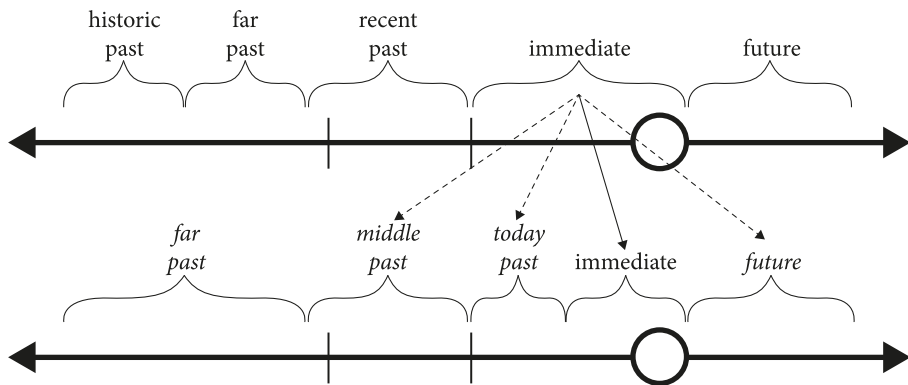 historic far recent
past past past immediate future
far middle today
past past past immediate future